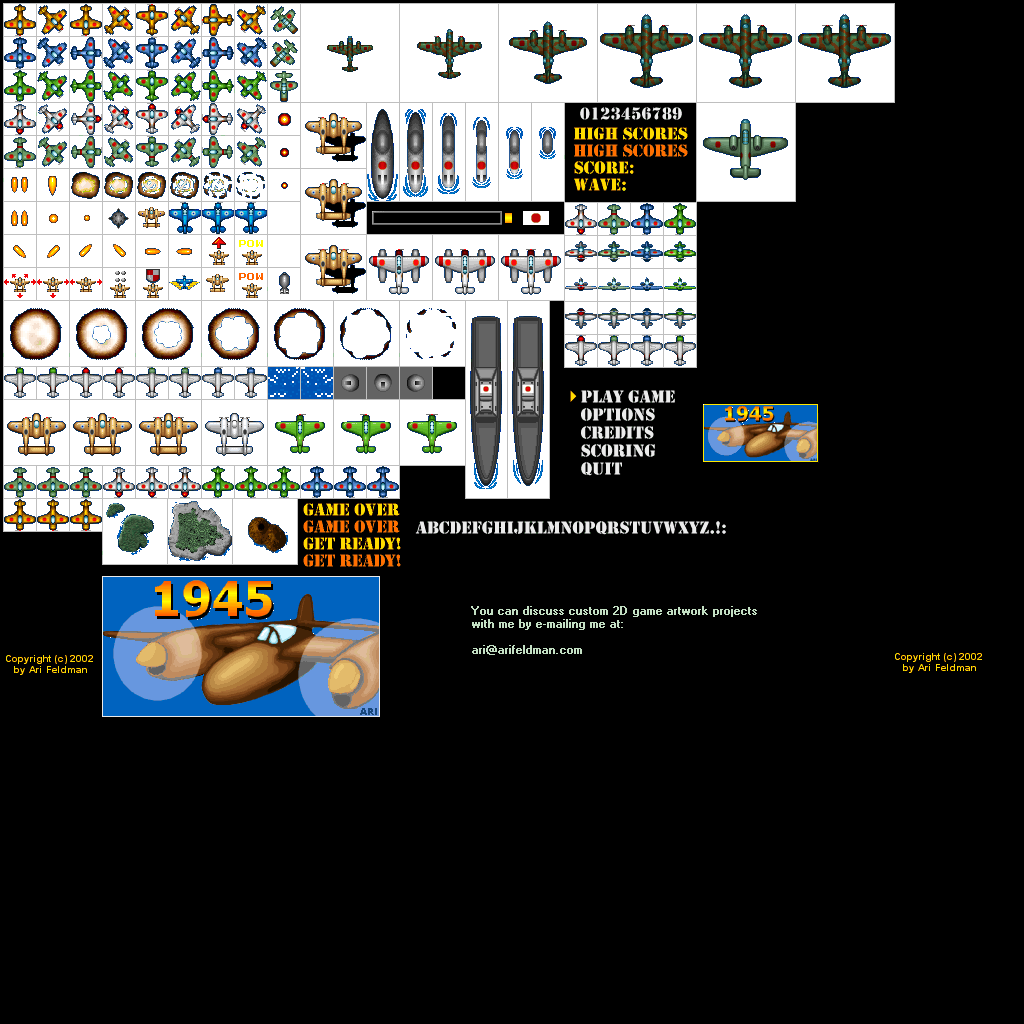 0123456789
HIGH SCORES
HIGH SCORES
SCORE:
WAVE:
POW
POW
PLAY GAME
OPTIONS
CREDITS
SCORING
QUIT
1945
GAME OVER
GAME OVER
GET READY!
GET READY!
ABCDEFGHIJKLMNOPQRSTUVWXYZ.!:
1945
ARI
You can discuss custom 2D game artwork projects
with me by e-mailing me at:
ari@arifeldman.com
Copyright (c) 2002
by Ari Feldman
Copyright (c) 2002
by Ari Feldman